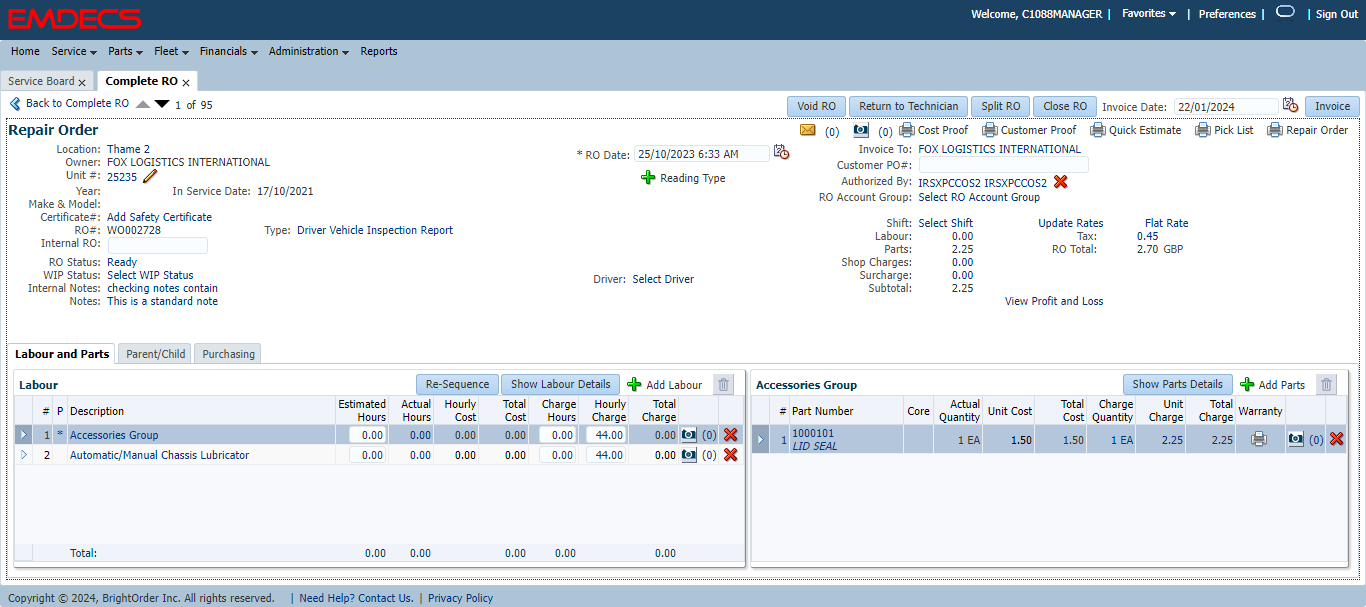 EMDECS
Welcome, C1088MANAGER | Favorites | Preferences | | Sign Out
Home Service Parts Fleet Financials Administration Reports
Service Board x Complete RO x
Back to Complete RO 1 of 95 Void RO Return to Technician Split RO Close RO Invoice Date: 22/01/2024 Invoice
Repair Order (0) (0) Cost Proof Customer Proof Quick Estimate Pick List Repair Order
Location: Thame 2 * RO Date: 25/10/2023 6:33 AM Invoice To: FOX LOGISTICS INTERNATIONAL
Owner: FOX LOGISTICS INTERNATIONAL Customer PO#:
Unit #: 25235 Reading Type Authorized By: IRSXPCCOS2 IRSXPCCOS2
Year: In Service Date: 17/10/2021 RO Account Group: Select RO Account Group
Make & Model:
Certificate#: Add Safety Certificate Shift: Select Shift Update Rates Flat Rate
RO#: WO002728 Type: Driver Vehicle Inspection Report Labour: 0.00 Tax: 0.45
Internal RO: Parts: 2.25 RO Total: 2.70 GBP
RO Status: Ready Shop Charges: 0.00
WIP Status: Select WIP Status Driver: Select Driver Surcharge: 0.00
Internal Notes: checking notes contain Subtotal: 2.25
Notes: This is a standard note View Profit and Loss
Labour and Parts Parent/Child Purchasing
Labour Re-Sequence Show Labour Details Add Labour
# P Description Estimated Hours Actual Hours Hourly Cost Total Cost Charge Hours Hourly Charge Total Charge
1 * Accessories Group 0.00 0.00 0.00 0.00 0.00 44.00 0.00 (0)
2 Automatic/Manual Chassis Lubricator 0.00 0.00 0.00 0.00 0.00 44.00 0.00 (0)
Total: 0.00 0.00 0.00 0.00 0.00
Accessories Group Show Parts Details Add Parts
# Part Number Core Actual Quantity Unit Cost Total Cost Charge Quantity Unit Charge Total Charge Warranty
1 1000101 1 EA 1.50 1.50 1 EA 2.25 2.25 (0)
LID SEAL
Copyright © 2024, BrightOrder Inc. All rights reserved. | Need Help? Contact Us. | Privacy Policy